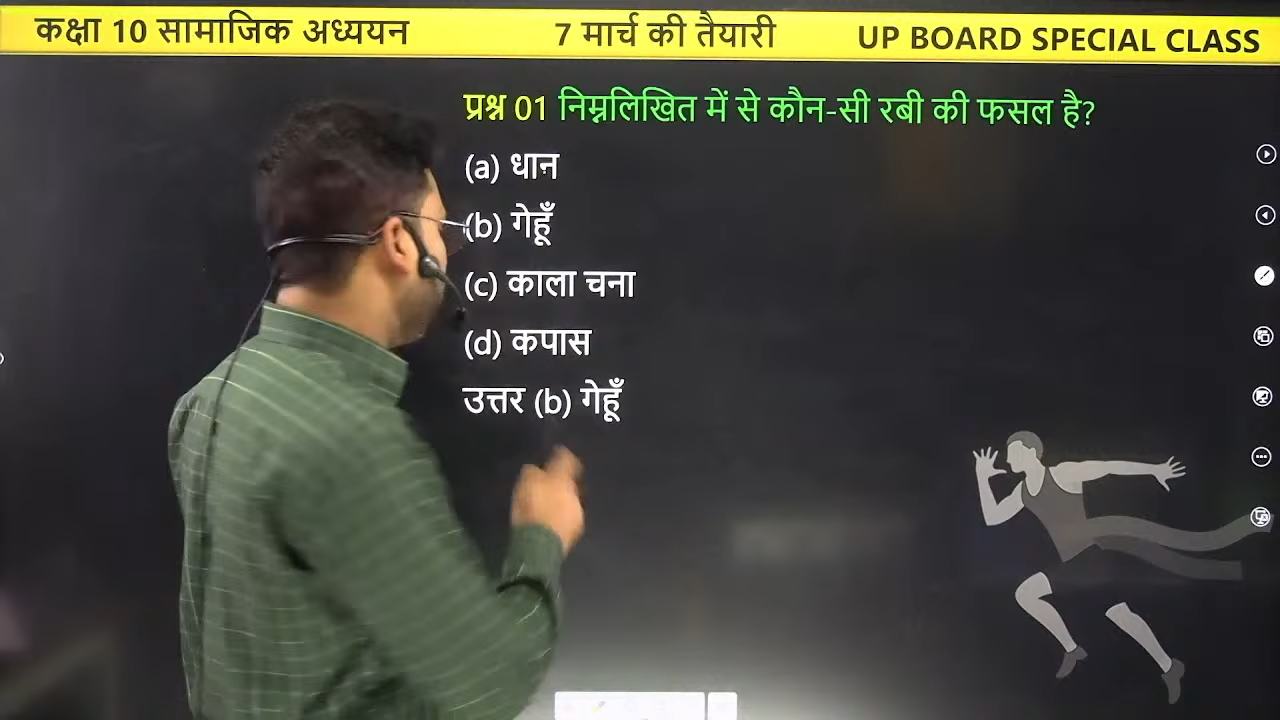 कक्षा 10 सामाजिक अध्ययन 7 मार्च की तैयारी UP BOARD SPECIAL CLASS
प्रश्न 01 निम्नलिखित में से कौन-सी रबी की फसल है?
(a) धान
(b) गेहूँ
(c) काला चना
(d) कपास
उत्तर (b) गेहूँ